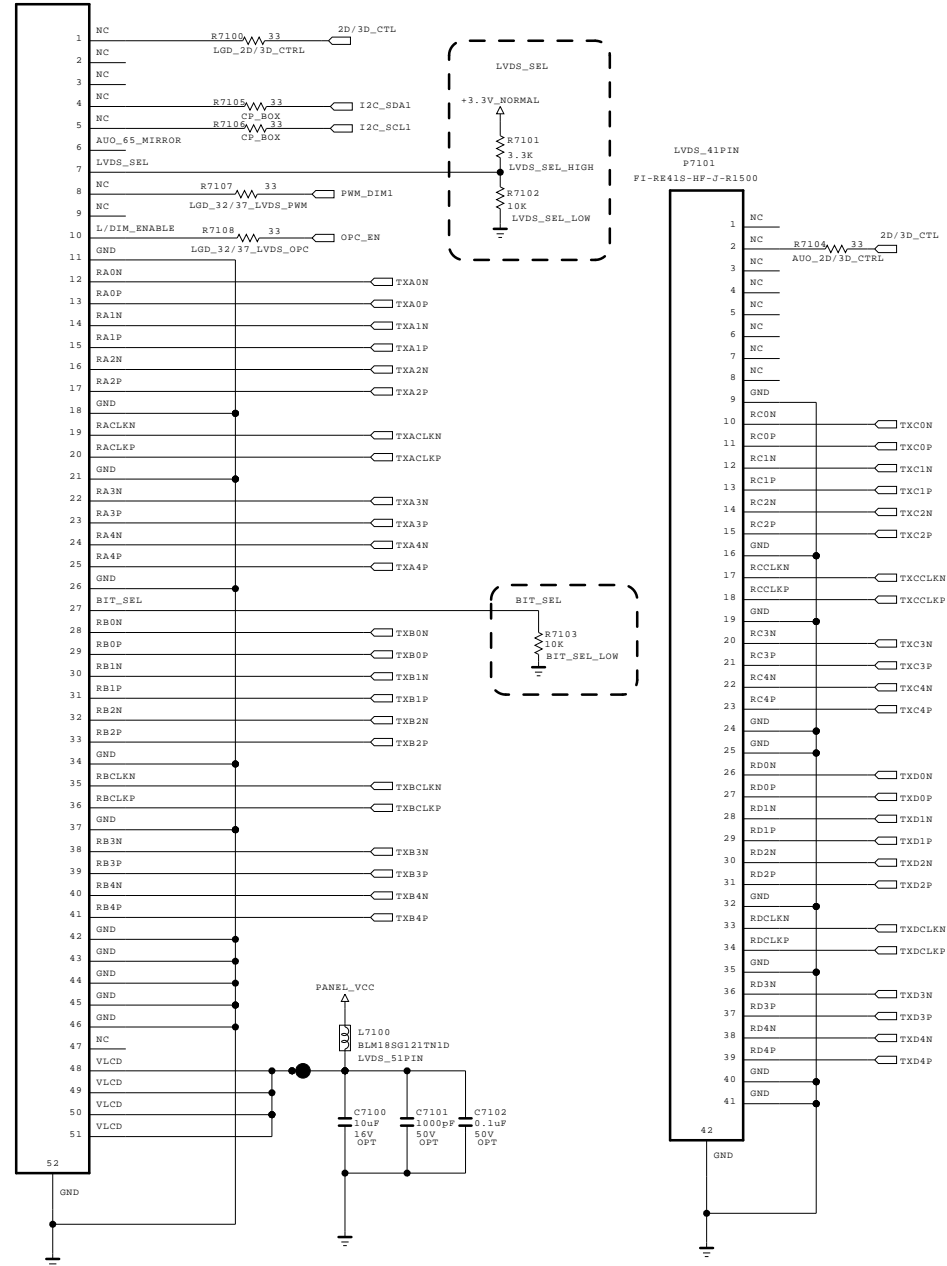 NC
1
R7100 33
2D/3D_CTL
LGD_2D/3D_CTRL
NC
2
NC
3
NC
4
R7105 33
I2C_SDA1
CP_BOX
NC
5
R7106 33
I2C_SCL1
CP_BOX
AUO_65_MIRROR
6
LVDS_SEL
7
NC
8
R7107 33
PWM_DIM1
LGD_32/37_LVDS_PWM
NC
9
L/DIM_ENABLE
10
R7108 33
OPC_EN
LGD_32/37_LVDS_OPC
GND
11
RA0N
12
TXA0N
RA0P
13
TXA0P
RA1N
14
TXA1N
RA1P
15
TXA1P
RA2N
16
TXA2N
RA2P
17
TXA2P
GND
18
RACLKN
19
TXACLKN
RACLKP
20
TXACLKP
GND
21
RA3N
22
TXA3N
RA3P
23
TXA3P
RA4N
24
TXA4N
RA4P
25
TXA4P
GND
26
BIT_SEL
27
RB0N
28
TXB0N
RB0P
29
TXB0P
RB1N
30
TXB1N
RB1P
31
TXB1P
RB2N
32
TXB2N
RB2P
33
TXB2P
GND
34
RBCLKN
35
TXBCLKN
RBCLKP
36
TXBCLKP
GND
37
RB3N
38
TXB3N
RB3P
39
TXB3P
RB4N
40
TXB4N
RB4P
41
TXB4P
GND
42
GND
43
GND
44
GND
45
GND
46
NC
47
VLCD
48
VLCD
49
VLCD
50
VLCD
51
52
GND
LVDS_SEL
+3.3V_NORMAL
R7101
3.3K
LVDS_SEL_HIGH
R7102
10K
LVDS_SEL_LOW
BIT_SEL
R7103
10K
BIT_SEL_LOW
PANEL_VCC
L7100
BLM18SG121TN1D
LVDS_51PIN
C7100
10uF
16V
OPT
C7101
1000pF
50V
OPT
C7102
0.1uF
50V
OPT
LVDS_41PIN
P7101
FI-RE41S-HF-J-R1500
NC
1
NC
2
R7104 33
2D/3D_CTL
AUO_2D/3D_CTRL
NC
3
NC
4
NC
5
NC
6
NC
7
NC
8
GND
9
RC0N
10
TXC0N
RC0P
11
TXC0P
RC1N
12
TXC1N
RC1P
13
TXC1P
RC2N
14
TXC2N
RC2P
15
TXC2P
GND
16
RCCLKN
17
TXCCLKN
RCCLKP
18
TXCCLKP
GND
19
RC3N
20
TXC3N
RC3P
21
TXC3P
RC4N
22
TXC4N
RC4P
23
TXC4P
GND
24
GND
25
RD0N
26
TXD0N
RD0P
27
TXD0P
RD1N
28
TXD1N
RD1P
29
TXD1P
RD2N
30
TXD2N
RD2P
31
TXD2P
GND
32
RDCLKN
33
TXDCLKN
RDCLKP
34
TXDCLKP
GND
35
RD3N
36
TXD3N
RD3P
37
TXD3P
RD4N
38
TXD4N
RD4P
39
TXD4P
GND
40
GND
41
42
GND